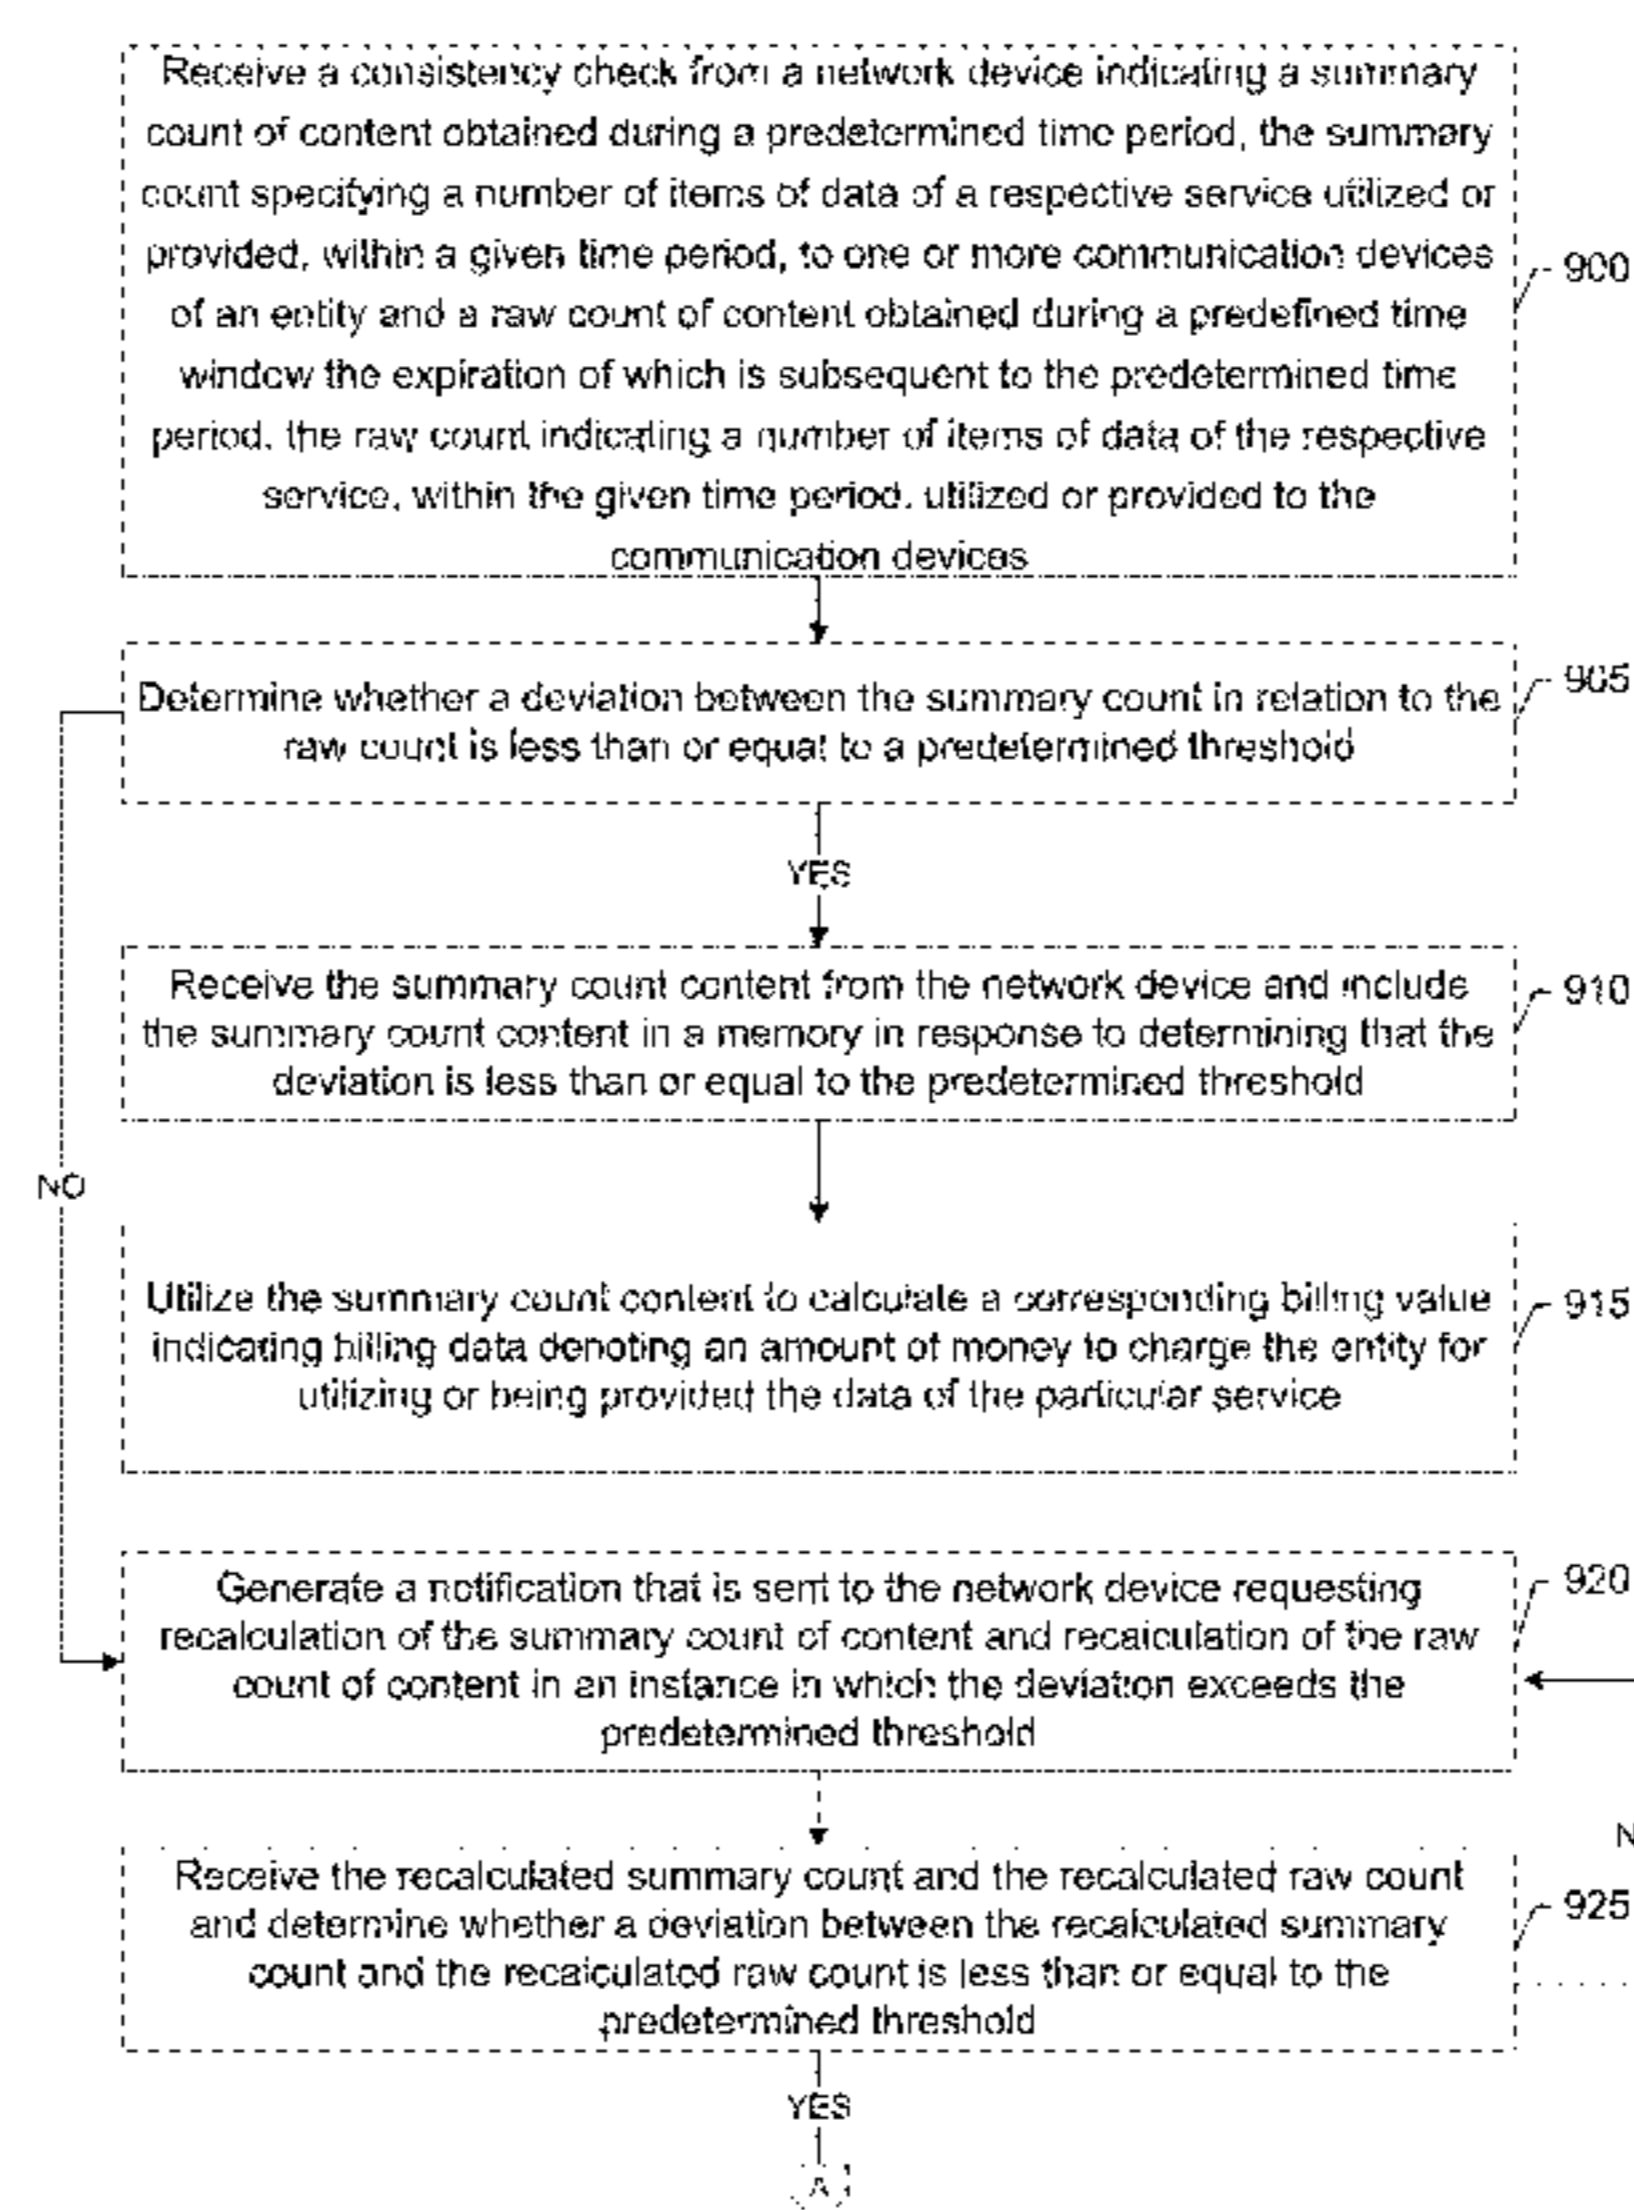 Receive a consistency check from a network device indicating a summary
count of content obtained during a predetermined time period, the summary
count specifying a number of items of data of a respective service utilized or
provided, within a given time period, to one or more communication devices
of an entity and a raw count of content obtained during a predefined time
window the expiration of which is subsequent to the predetermined time
period, the raw count indicating a number of items of data of the respective
service, within the given time period, utilized or provided to the
communication devices
900
Determine whether a deviation between the summary count in relation to the
raw count is less than or equal to a predetermined threshold
905
YES
Receive the summary count content from the network device and include
the summary count content in a memory in response to determining that the
deviation is less than or equal to the predetermined threshold
910
NO
Utilize the summary count content to calculate a corresponding billing value
indicating billing data denoting an amount of money to charge the entity for
utilizing or being provided the data of the particular service
915
Generate a notification that is sent to the network device requesting
recalculation of the summary count of content and recalculation of the raw
count of content in an instance in which the deviation exceeds the
predetermined threshold
920
N
Receive the recalculated summary count and the recalculated raw count
and determine whether a deviation between the recalculated summary
count and the recalculated raw count is less than or equal to the
predetermined threshold
925
YES
A